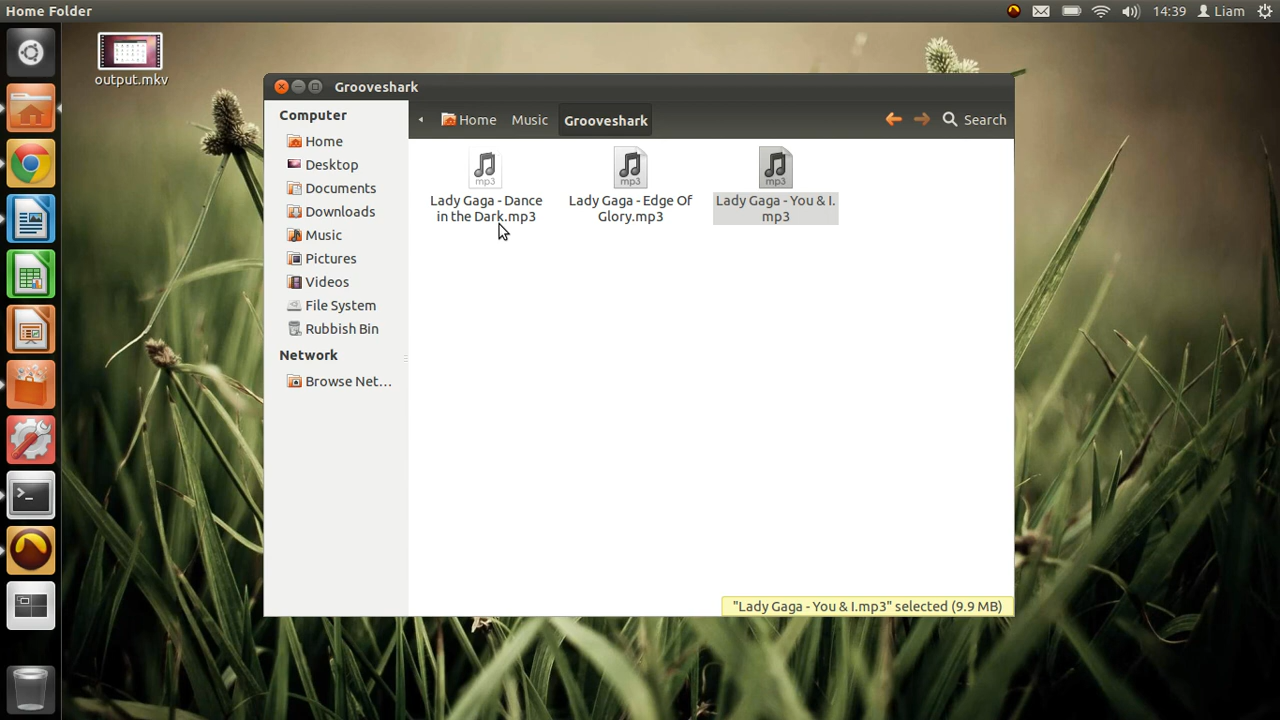 Home Folder
14:39
Liam
output.mkv
Grooveshark
Computer
Home
Desktop
Documents
Downloads
Music
Pictures
Videos
File System
Rubbish Bin
Network
Browse Net...
Home
Music
Grooveshark
Search
mp3
Lady Gaga - Dance
in the Dark.mp3
mp3
Lady Gaga - Edge Of
Glory.mp3
mp3
Lady Gaga - You & I.
mp3
"Lady Gaga - You & I.mp3" selected (9.9 MB)